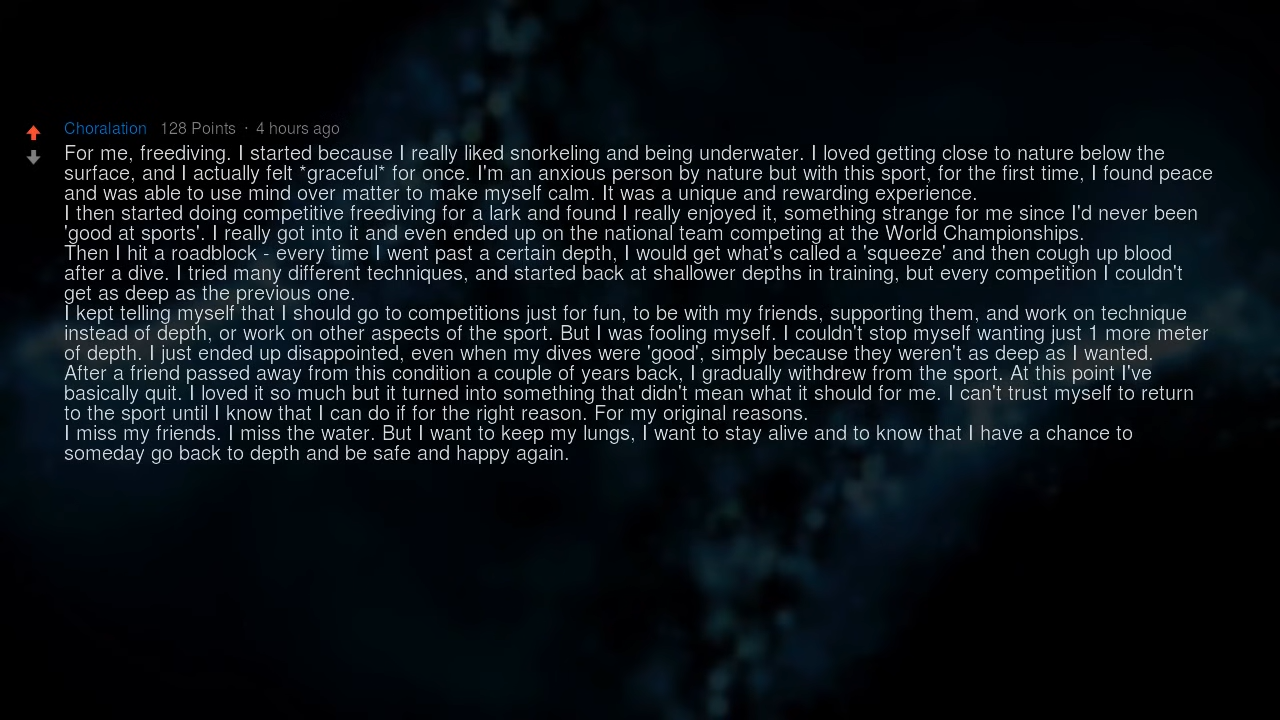 Choralation 128 Points · 4 hours ago
For me, freediving. I started because I really liked snorkeling and being underwater. I loved getting close to nature below the
surface, and I actually felt *graceful* for once. I'm an anxious person by nature but with this sport, for the first time, I found peace
and was able to use mind over matter to make myself calm. It was a unique and rewarding experience.
I then started doing competitive freediving for a lark and found I really enjoyed it, something strange for me since I'd never been
'good at sports'. I really got into it and even ended up on the national team competing at the World Championships.
Then I hit a roadblock - every time I went past a certain depth, I would get what's called a 'squeeze' and then cough up blood
after a dive. I tried many different techniques, and started back at shallower depths in training, but every competition I couldn't
get as deep as the previous one.
I kept telling myself that I should go to competitions just for fun, to be with my friends, supporting them, and work on technique
instead of depth, or work on other aspects of the sport. But I was fooling myself. I couldn't stop myself wanting just 1 more meter
of depth. I just ended up disappointed, even when my dives were 'good', simply because they weren't as deep as I wanted.
After a friend passed away from this condition a couple of years back, I gradually withdrew from the sport. At this point I've
basically quit. I loved it so much but it turned into something that didn't mean what it should for me. I can't trust myself to return
to the sport until I know that I can do if for the right reason. For my original reasons.
I miss my friends. I miss the water. But I want to keep my lungs, I want to stay alive and to know that I have a chance to
someday go back to depth and be safe and happy again.